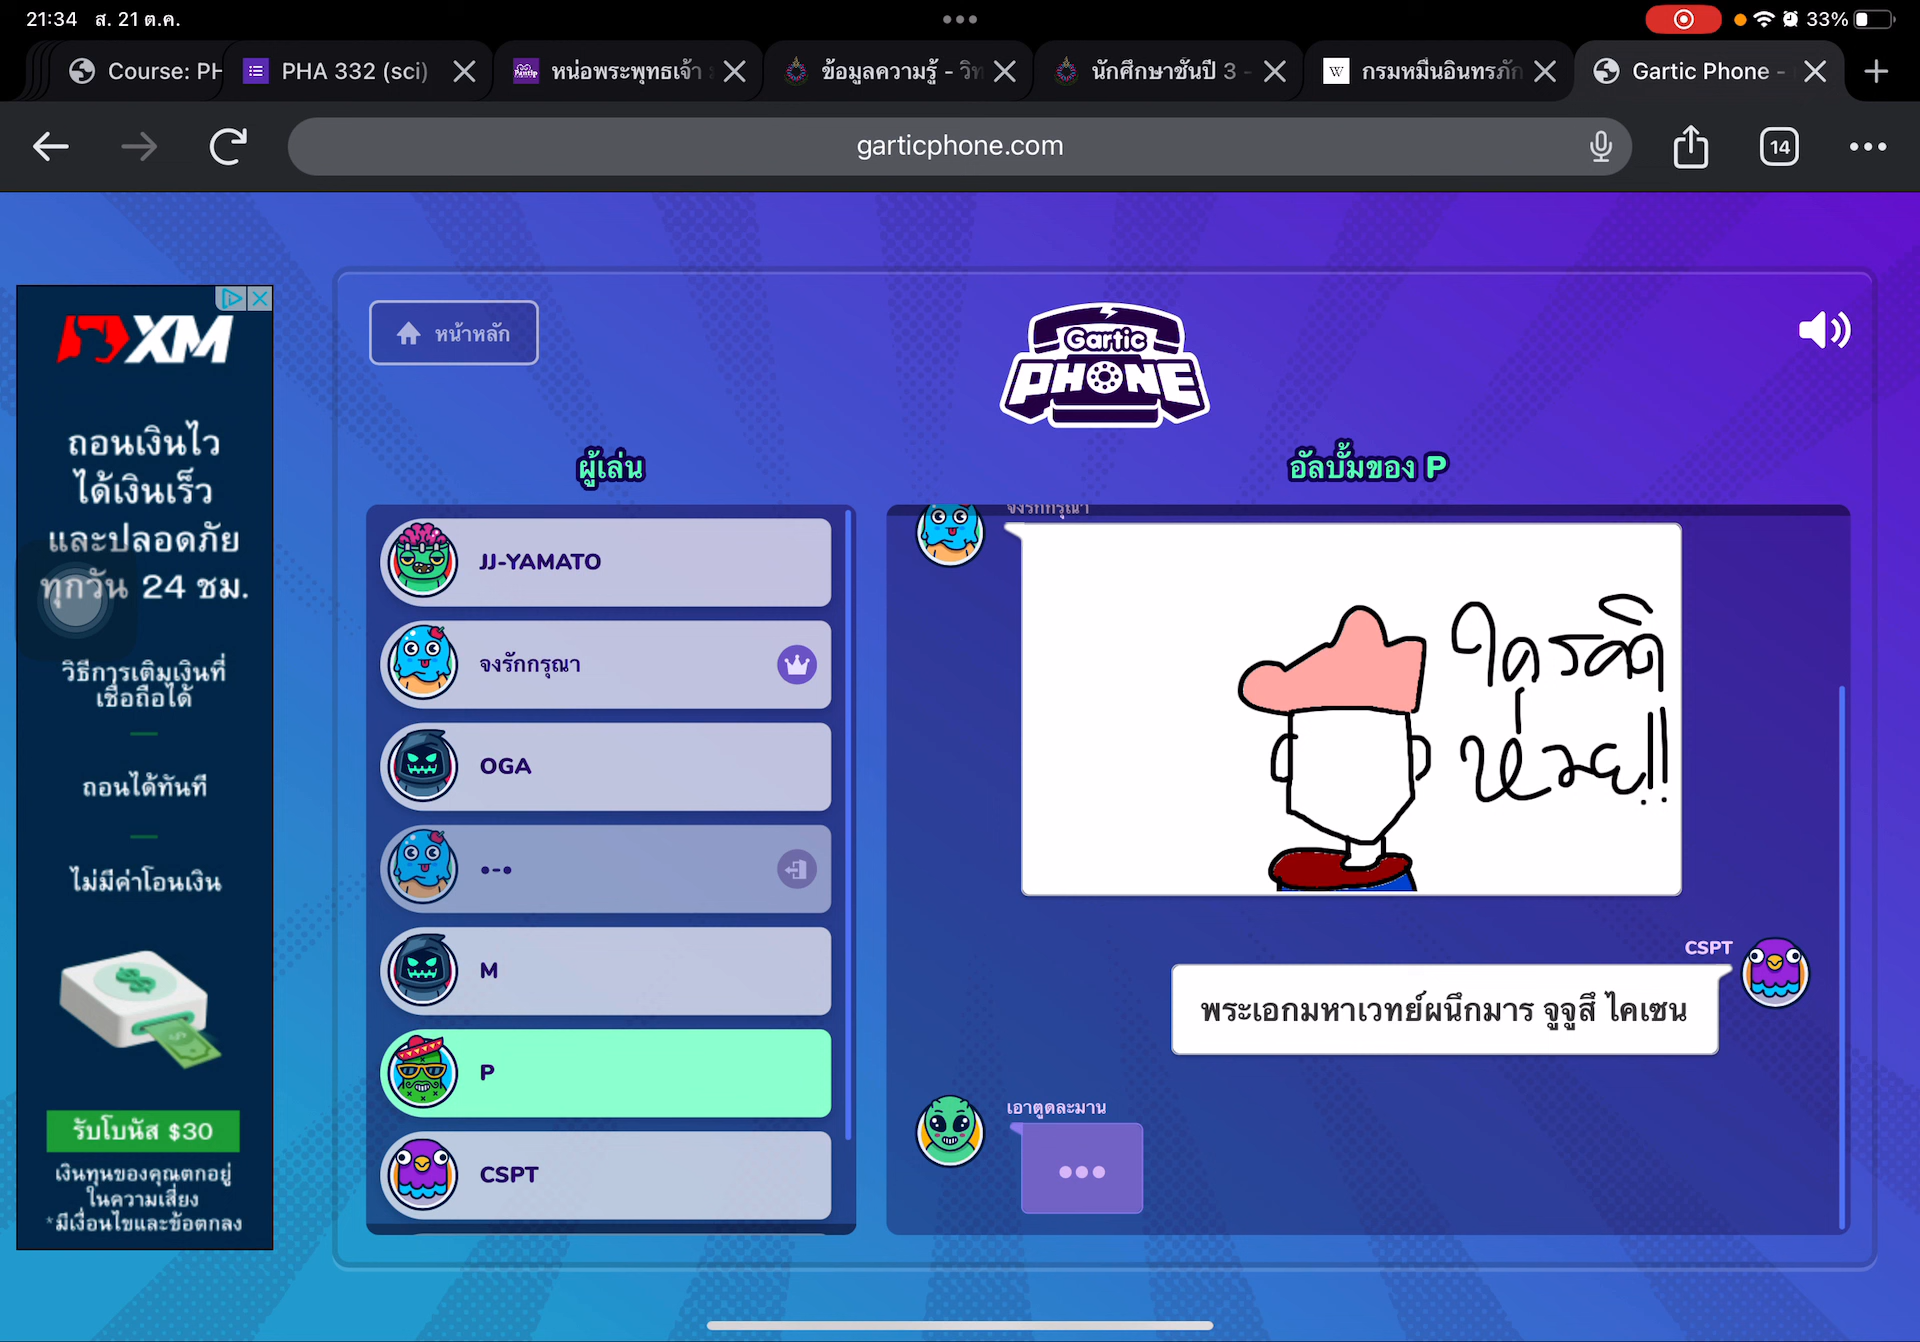 21:34 ส. 21 ต.ค.
33%
Course: PH
PHA 332 (sci)
หน่อพระพุทธเจ้า
ข้อมูลความรู้ - วิท
นักศึกษาชั้นปี 3 -
กรมหมื่นอินทรภัก
Gartic Phone -
garticphone.com
14
XM
ถอนเงินไว
ได้เงินเร็ว
และปลอดภัย
ทุกวัน 24 ชม.
วิธีการเติมเงินที่
เชื่อถือได้
ถอนได้ทันที
ไม่มีค่าโอนเงิน
รับโบนัส $30
เงินทุนของคุณตกอยู่
ในความเสี่ยง
*มีเงื่อนไขและข้อตกลง
หน้าหลัก
Gartic
PHONE
ผู้เล่น
JJ-YAMATO
จงรักกรุณา
OGA
•-•
M
P
CSPT
อัลบั้มของ P
จงรักกรุณา
ใครตัด
หว่ะ!!
CSPT
พระเอกมหาเวทย์ผนึกมาร จูจูสึ ไคเซน
เอาตูดละมาน